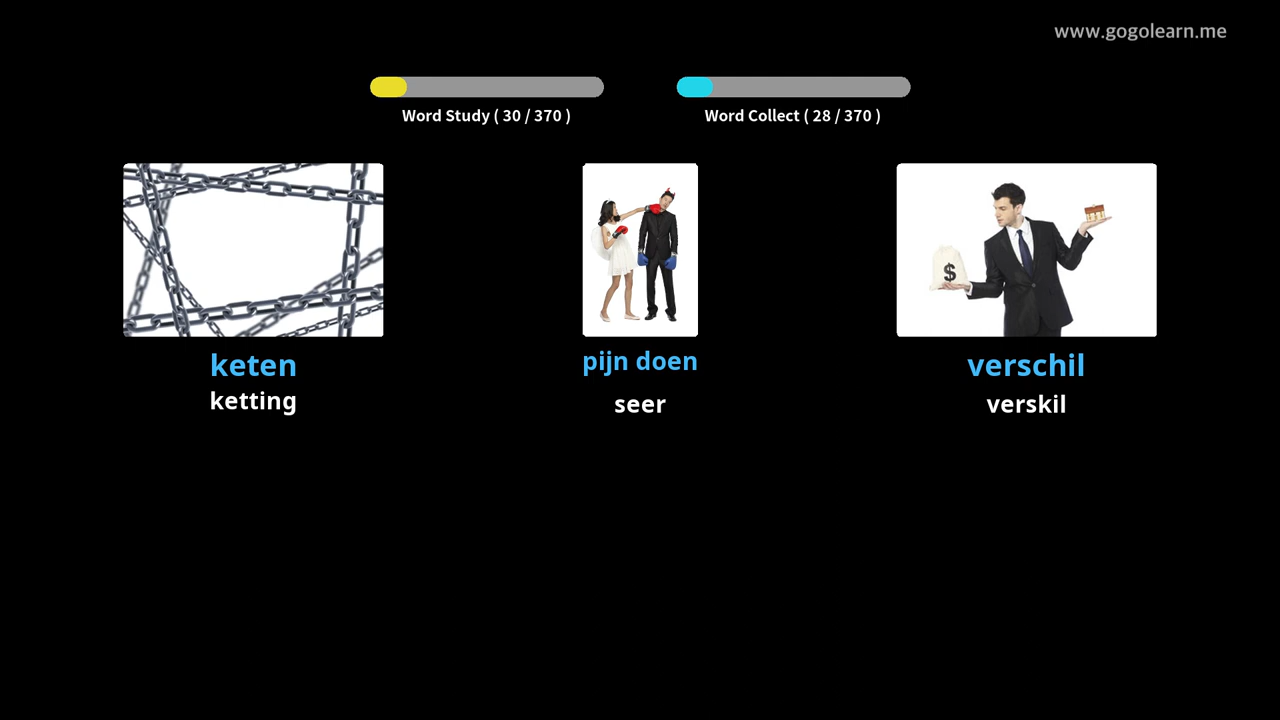 www.gogolearn.me
Word Study ( 30 / 370 )
Word Collect ( 28 / 370 )
$
keten
ketting
pijn doen
seer
verschil
verskil